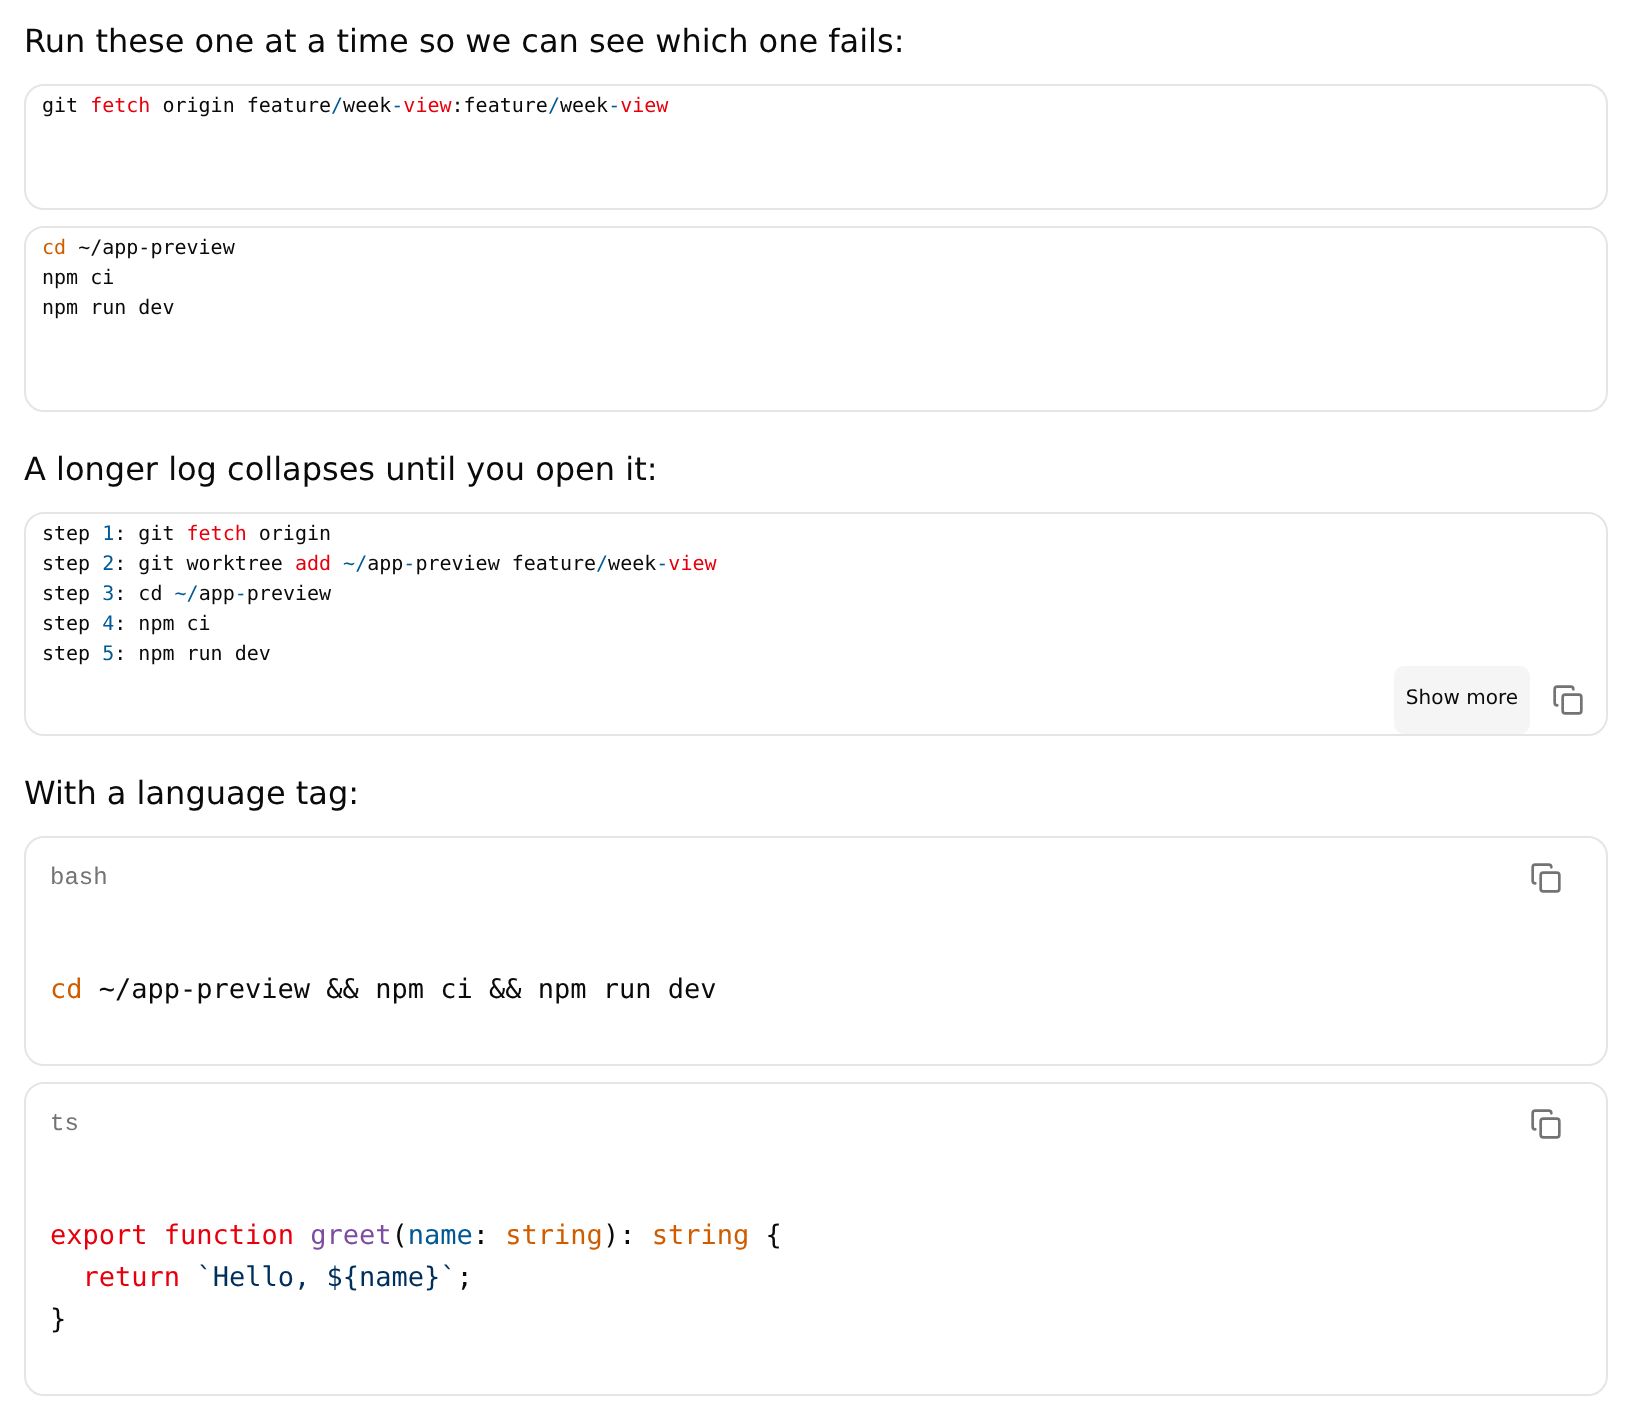 Run these one at a time so we can see which one fails:
git fetch origin feature/week-view:feature/week-view
cd ~/app-preview
npm ci
npm run dev
A longer log collapses until you open it:
step 1: git fetch origin
step 2: git worktree add ~/app-preview feature/week-view
step 3: cd ~/app-preview
step 4: npm ci
step 5: npm run dev
Show more
With a language tag:
bash
cd ~/app-preview && npm ci && npm run dev
ts
export function greet(name: string): string {
  return `Hello, ${name}`;
}